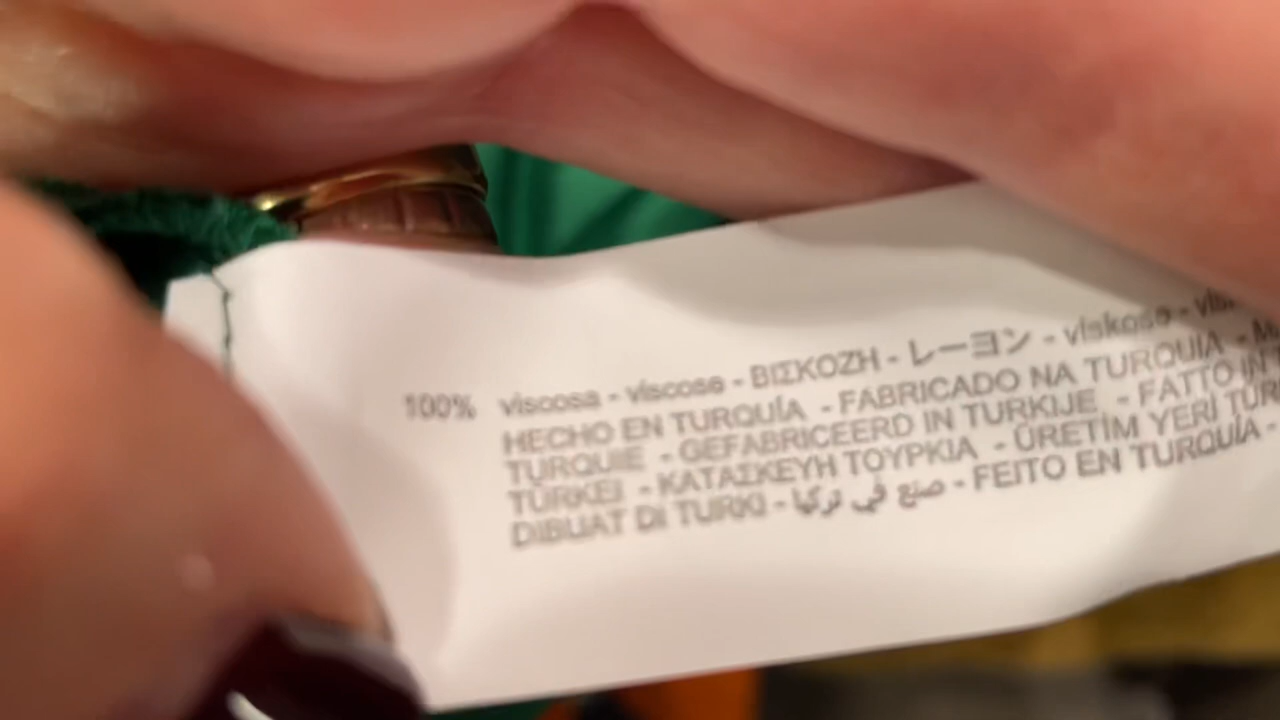 100% viscosa - viscose - ΒΙΣΚΟΖΗ - レーヨン - viskose -
HECHO EN TURQUÍA - FABRICADO NA TURQUIA -
TURQUIE - GEFABRICEERD IN TURKIJE - FATTO IN
TÜRKEI - ΚΑΤΑΣΚΕΥΗ ΤΟΥΡΚΙΑ - ÜRETİM YERİ
DIBUAT DI TURKI - صنع في تركيا - FEITO EN TURQUÍA -